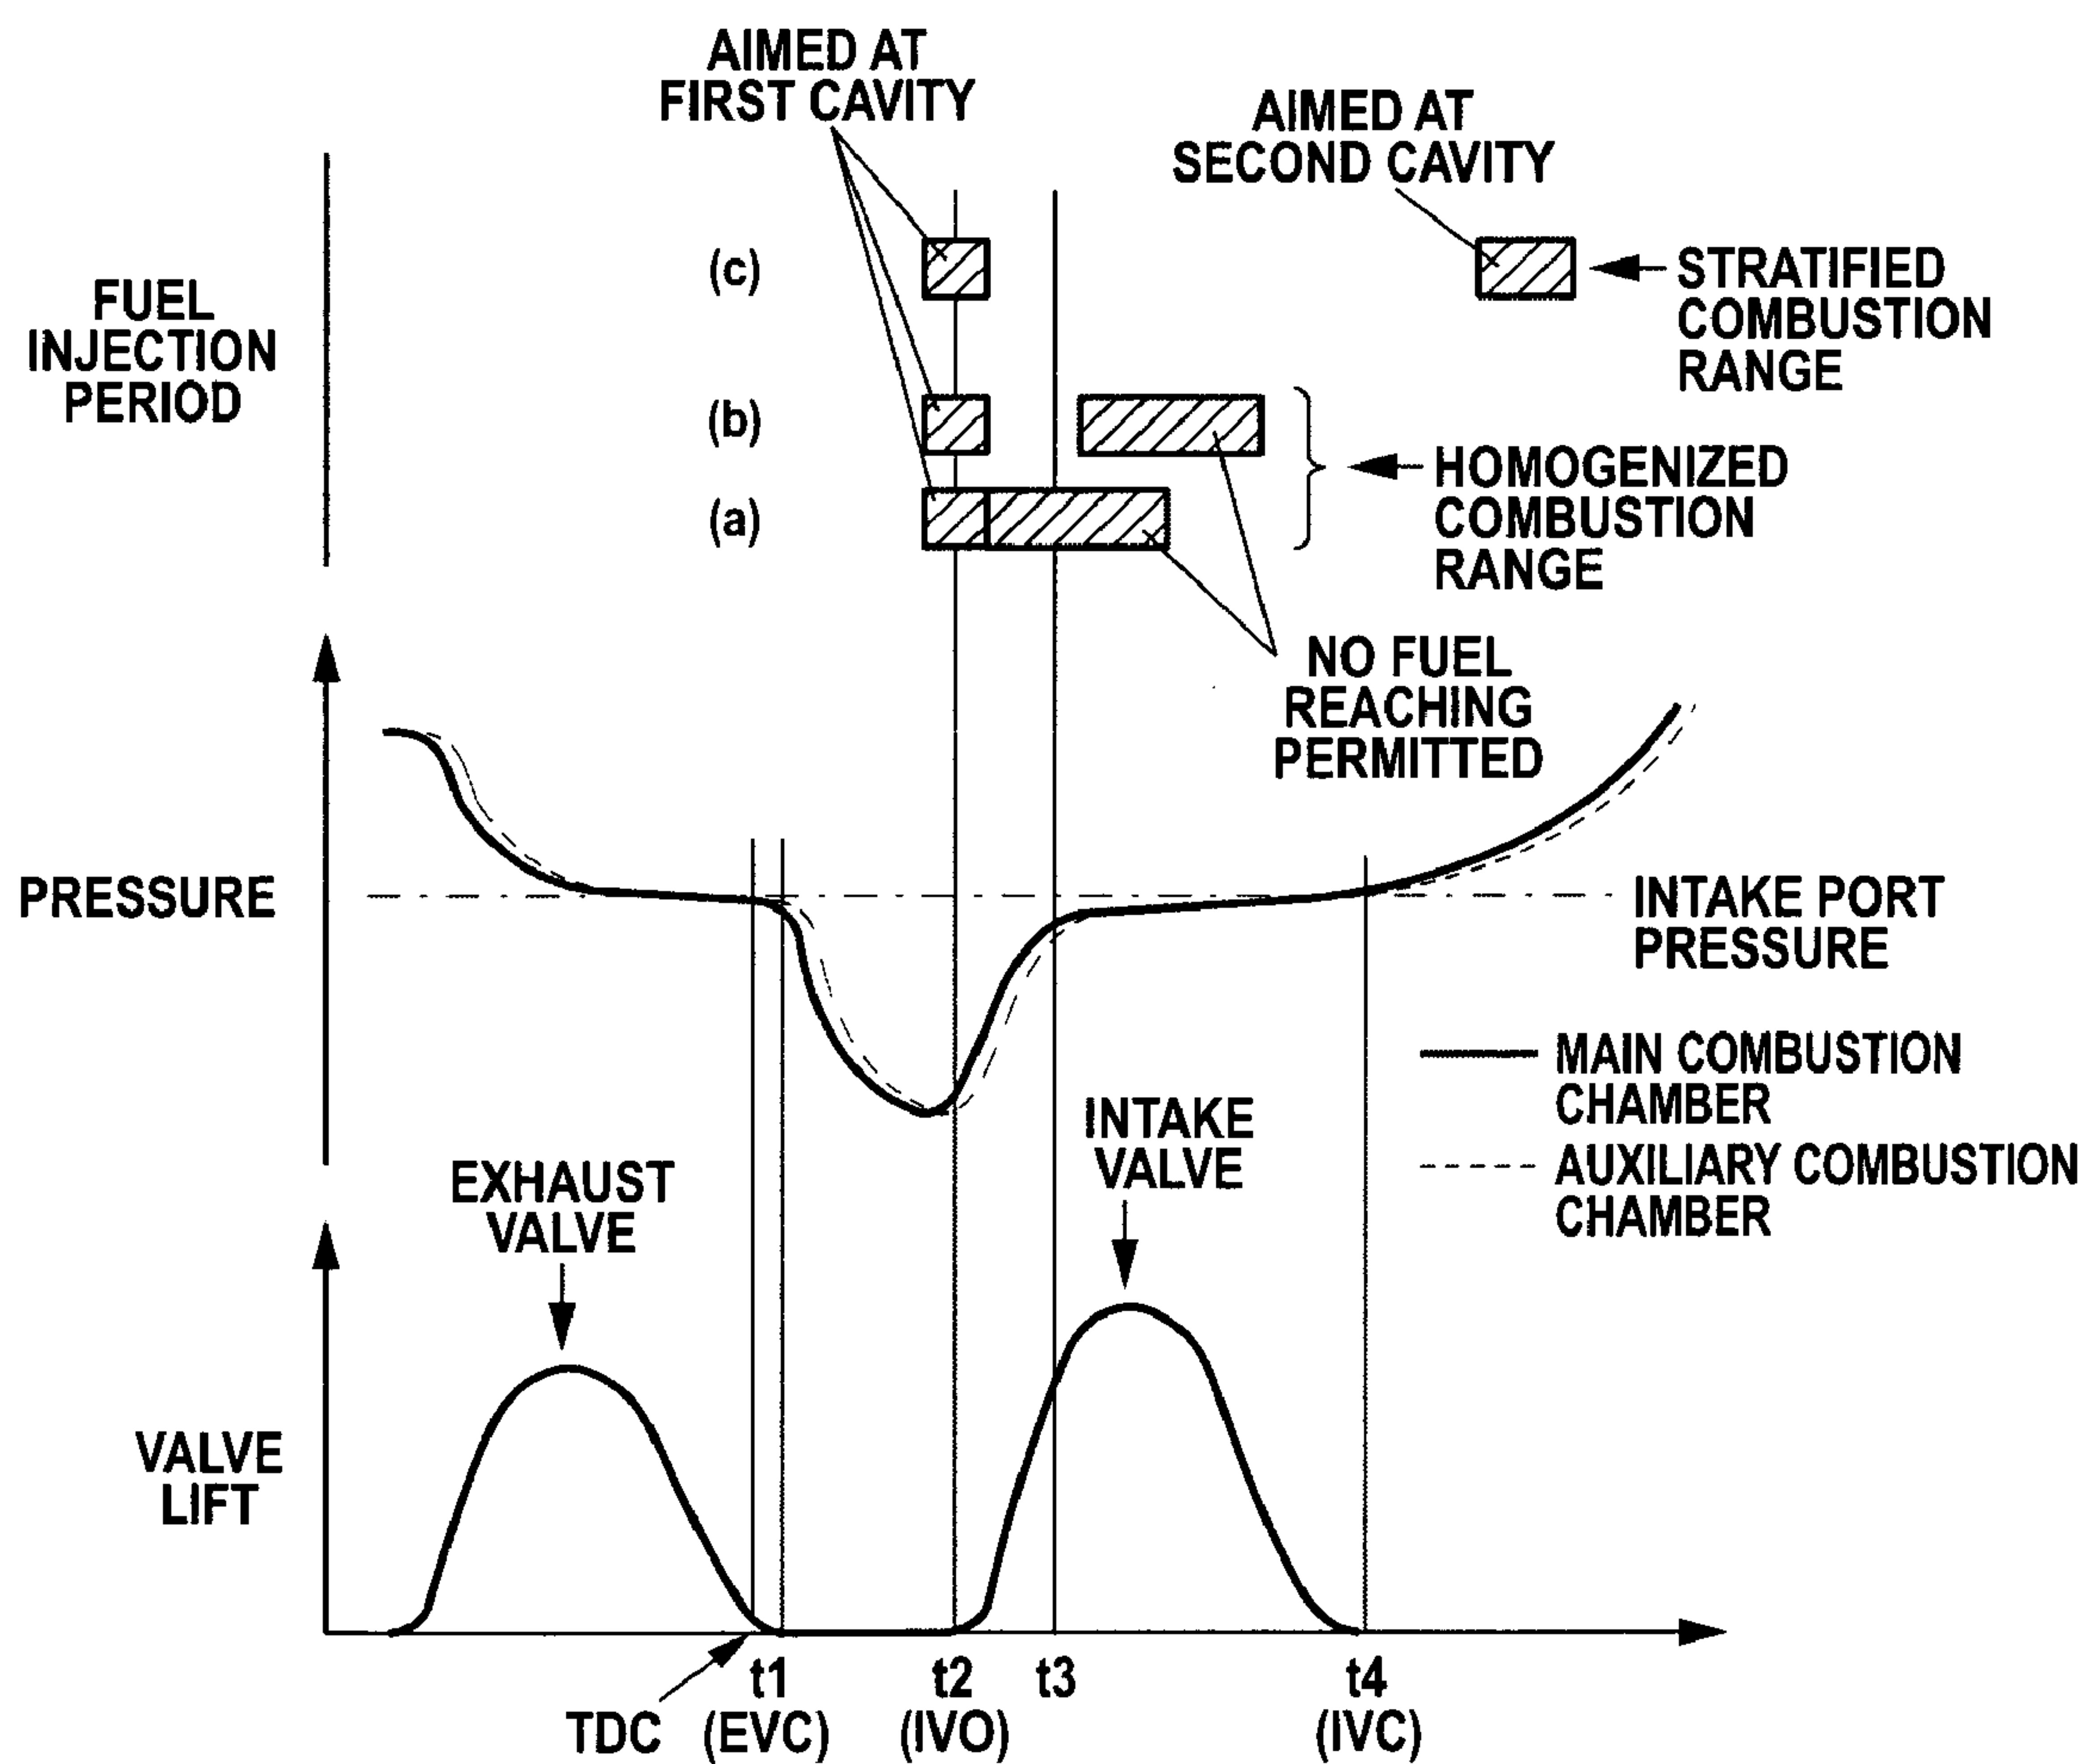 AIMED AT
FIRST CAVITY
AIMED AT
SECOND CAVITY
FUEL
INJECTION
PERIOD
(c)
STRATIFIED
COMBUSTION
RANGE
(b)
(a)
HOMOGENIZED
COMBUSTION
RANGE
NO FUEL
REACHING
PERMITTED
PRESSURE
INTAKE PORT
PRESSURE
MAIN COMBUSTION
CHAMBER
AUXILIARY COMBUSTION
CHAMBER
EXHAUST
VALVE
INTAKE
VALVE
VALVE
LIFT
TDC
t1
(EVC)
t2
(IVO)
t3
t4
(IVC)